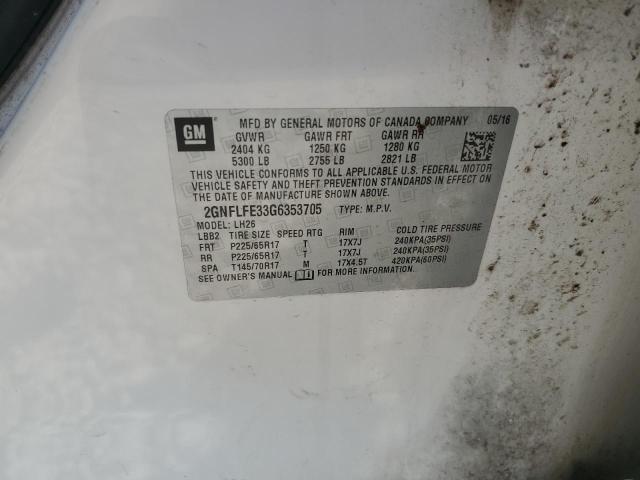 GM
MFD BY GENERAL MOTORS OF CANADA COMPANY 05/16
GVWR GAWR FRT GAWR RR
2404 KG 1250 KG 1280 KG
5300 LB 2755 LB 2821 LB
THIS VEHICLE CONFORMS TO ALL APPLICABLE U.S. FEDERAL MOTOR
VEHICLE SAFETY AND THEFT PREVENTION STANDARDS IN EFFECT
ON THE DATE OF MANUFACTURE SHOWN ABOVE.
2GNFLFE33G6353705 TYPE: M.P.V.
MODEL: LH26
LBB2 TIRE SIZE SPEED RTG RIM COLD TIRE PRESSURE
FRT P225/65R17 T 17X7J 240KPA(35PSI)
RR P225/65R17 T 17X7J 240KPA(35PSI)
SPA T145/70R17 M 17X4.5T 420KPA(60PSI)
SEE OWNER'S MANUAL FOR MORE INFORMATION